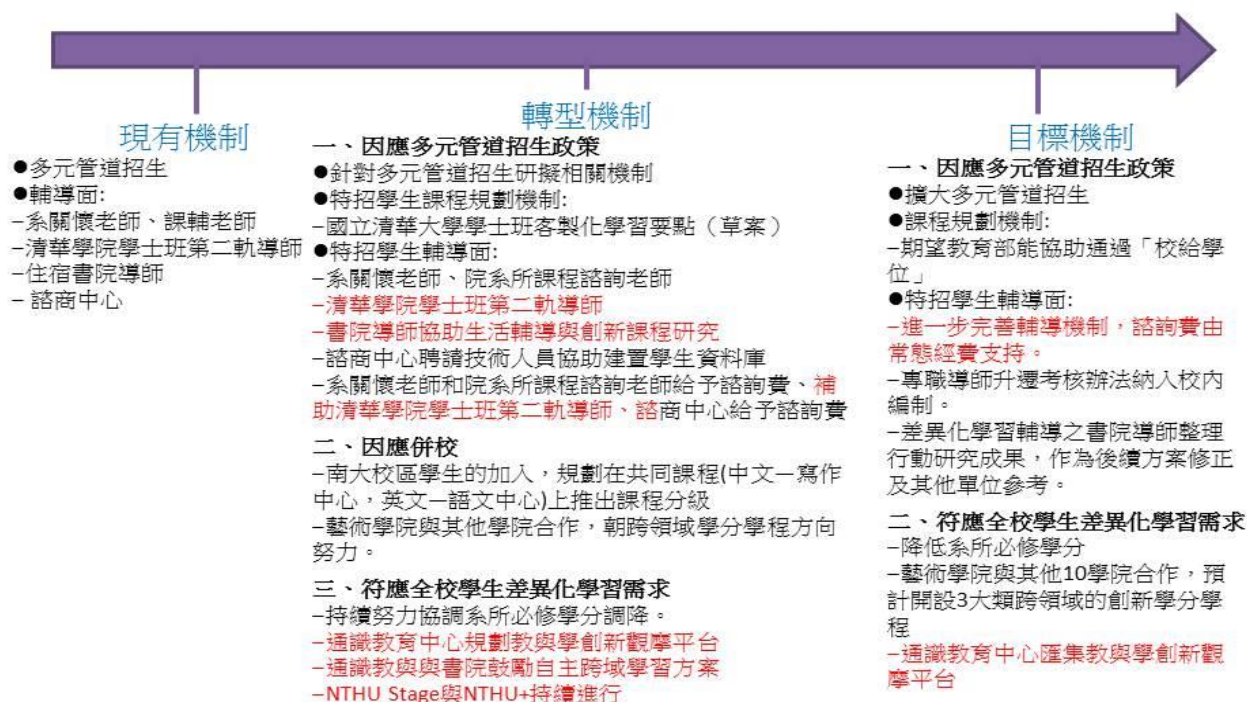 現有機制
●多元管道招生
●輔導面:
–系關懷老師、課輔老師
–清華學院學士班第二軌導師
–住宿書院導師
– 諮商中心
轉型機制
一、因應多元管道招生政策
●針對多元管道招生研擬相關機制
●特招學生課程規劃機制:
–國立清華大學學士班客製化學習要點（草案）
●特招學生輔導面:
–系關懷老師、院系所課程諮詢老師
–清華學院學士班第二軌導師
–書院導師協助生活輔導與創新課程研究
–諮商中心聘請技術人員協助建置學生資料庫
–系關懷老師和院系所課程諮詢老師給予諮詢費、補
助清華學院學士班第二軌導師、諮商中心給予諮詢費
二、因應併校
–南大校區學生的加入，規劃在共同課程(中文—寫作
中心，英文—語文中心)上推出課程分級
–藝術學院與其他學院合作，朝跨領域學分學程方向
努力。
三、符應全校學生差異化學習需求
–持續努力協調系所必修學分調降。
–通識教育中心規劃教與學創新觀摩平台
–通識教與與書院鼓勵自主跨域學習方案
–NTHU Stage與NTHU+持續進行
目標機制
一、因應多元管道招生政策
●擴大多元管道招生
●課程規劃機制:
–期望教育部能協助通過「校給學
位」
●特招學生輔導面:
–進一步完善輔導機制，諮詢費由
常態經費支持。
–專職導師升遷考核辦法納入校內
編制。
–差異化學習輔導之書院導師整理
行動研究成果，作為後續方案修正
及其他單位參考。
二、符應全校學生差異化學習需求
–降低系所必修學分
–藝術學院與其他10學院合作，預
計開設3大類跨領域的創新學分學
程
–通識教育中心匯集教與學創新觀
摩平台